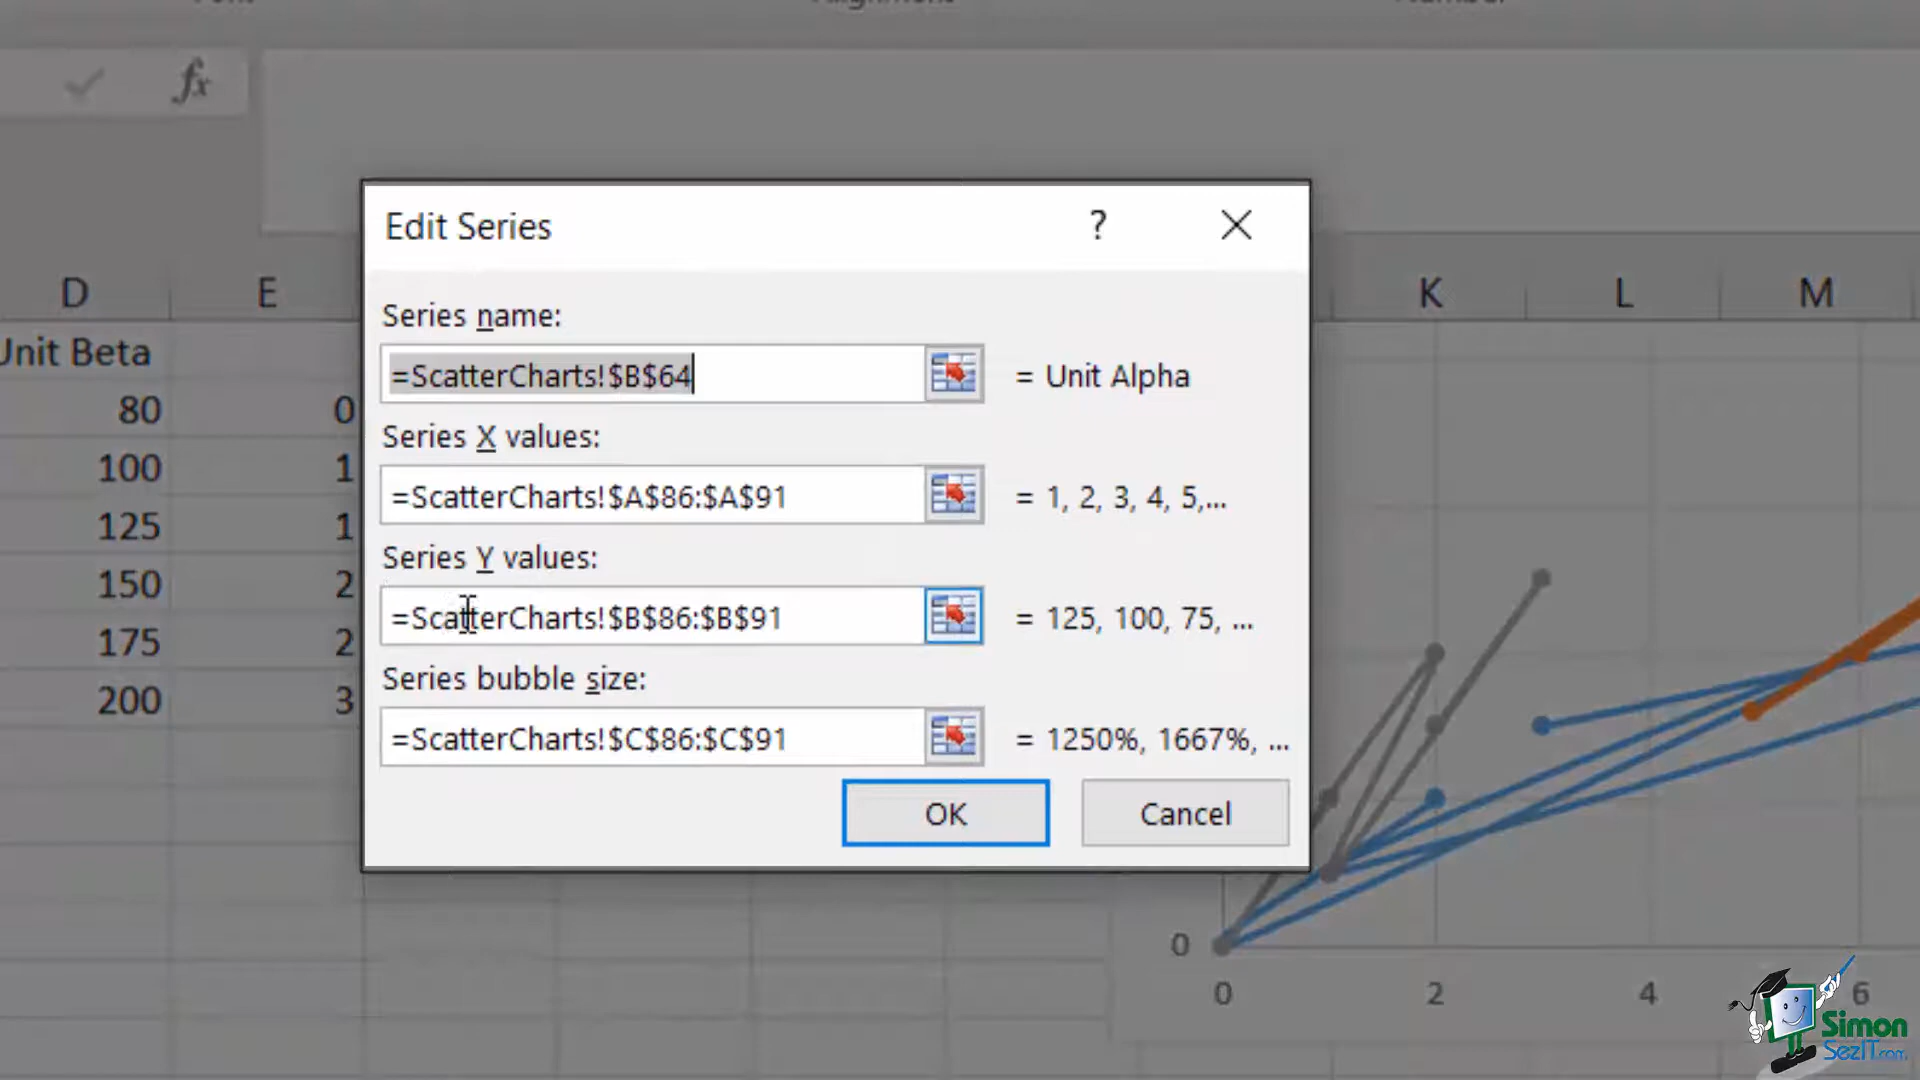 fx
D E K L M
Unit Beta
80 0
100 1
125 1
150 2
175 2
200 3
Edit Series ?
Series name:
=ScatterCharts!$B$64 = Unit Alpha
Series X values:
=ScatterCharts!$A$86:$A$91 = 1, 2, 3, 4, 5,...
Series Y values:
=ScatterCharts!$B$86:$B$91 = 125, 100, 75, ...
Series bubble size:
=ScatterCharts!$C$86:$C$91 = 1250%, 1667%, ...
OK Cancel
0
0 2 4 6
Simon
SezIT.com